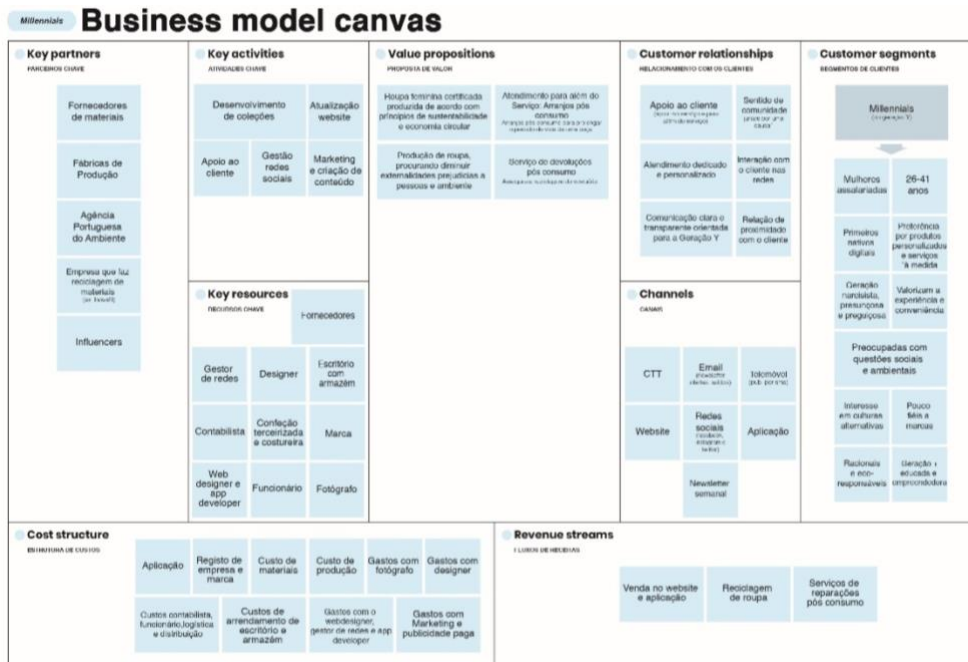 Millennials
Business model canvas
Key partners
PARCEIROS CHAVE
Fornecedores
de materiais
Fábricas de
Produção
Agência
Portuguesa
do Ambiente
Empresa que faz
reciclagem de
materiais
Influencers
Key activities
ATIVIDADES CHAVE
Desenvolvimento
de coleções
Atualização
website
Apoio ao
cliente
Gestão
redes
sociais
Marketing
e criação de
conteúdo
Key resources
RECURSOS CHAVE
Fornecedores
Gestor
de redes
Designer
Escritório
com
armazém
Contabilista
Confeção
terceirizada
e costureira
Marca
Web
designer e
app
developer
Funcionário
Fotógrafo
Value propositions
PROPOSTA DE VALOR
Roupa feminina certificada
produzida de acordo com
princípios de sustentabilidade
e economia circular
Atendimento para além do
Serviço: Arranjos pós
consumo
Produção de roupa,
procurando diminuir
externalidades prejudiciais a
pessoas e ambiente
Serviço de devoluções
pós consumo
Customer relationships
RELACIONAMENTO COM OS CLIENTES
Apoio ao cliente
Sentido de
comunidade
Atendimento dedicado
e personalizado
Interação com
o cliente nas
redes
Comunicação clara e
transparente orientada
para a Geração Y
Relação de
proximidade
com o cliente
Channels
CANAIS
CTT
Email
Telemóvel
Website
Redes
sociais
Aplicação
Newsletter
semanal
Customer segments
SEGMENTOS DE CLIENTES
Millennials
Mulheres
assalariadas
26-41
anos
Primeiros
nativos
digitais
Preferência
por produtos
personalizados
e serviços
à medida
Geração
narcisista,
presunçosa
e preguiçosa
Valorizam a
experiência e
conveniência
Preocupadas com
questões sociais
e ambientais
Interesse
em culturas
alternativas
Pouco
fiéis a
marcas
Racionais
e eco-
responsáveis
Geração +
educada e
empreendedora
Cost structure
ESTRUTURA DE CUSTOS
Aplicação
Registo de
empresa e
marca
Custo de
materiais
Custo de
produção
Gastos com
fotógrafo
Gastos com
designer
Custos contabilista,
funcionário,logística
e distribuição
Custos de
arrendamento de
escritório e
armazém
Gastos com o
webdesigner,
gestor de redes e app
developer
Gastos com
Marketing e
publicidade paga
Revenue streams
FLUXOS DE RECEITAS
Venda no website
e aplicação
Reciclagem
de roupa
Serviços de
reparações
pós consumo